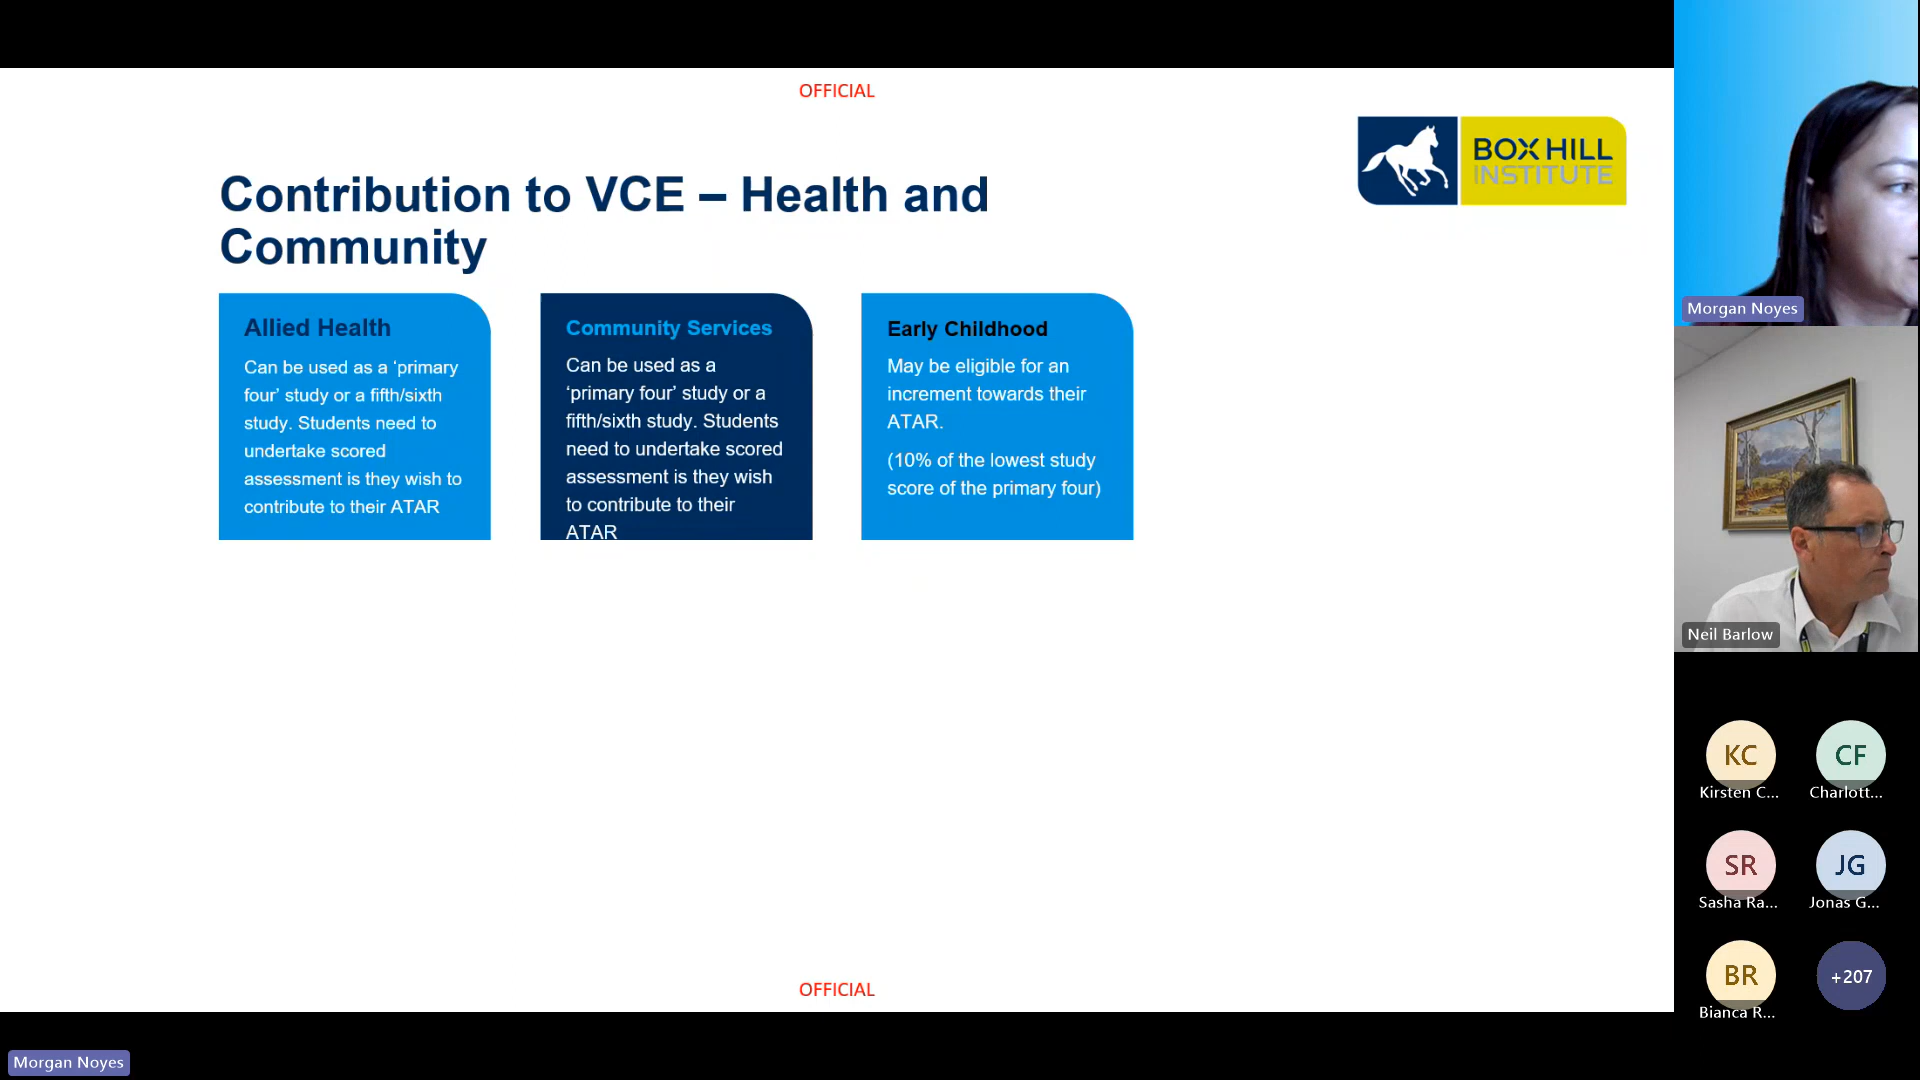 OFFICIAL
BOX HILL
INSTITUTE
Contribution to VCE – Health and
Community
Allied Health
Can be used as a ‘primary
four’ study or a fifth/sixth
study. Students need to
undertake scored
assessment is they wish to
contribute to their ATAR
Community Services
Can be used as a
‘primary four’ study or a
fifth/sixth study. Students
need to undertake scored
assessment is they wish
to contribute to their
ATAR
Early Childhood
May be eligible for an
increment towards their
ATAR.
(10% of the lowest study
score of the primary four)
OFFICIAL
Morgan Noyes
Morgan Noyes
Neil Barlow
KC
Kirsten C...
CF
Charlott...
SR
Sasha Ra...
JG
Jonas G...
BR
Bianca R...
+207